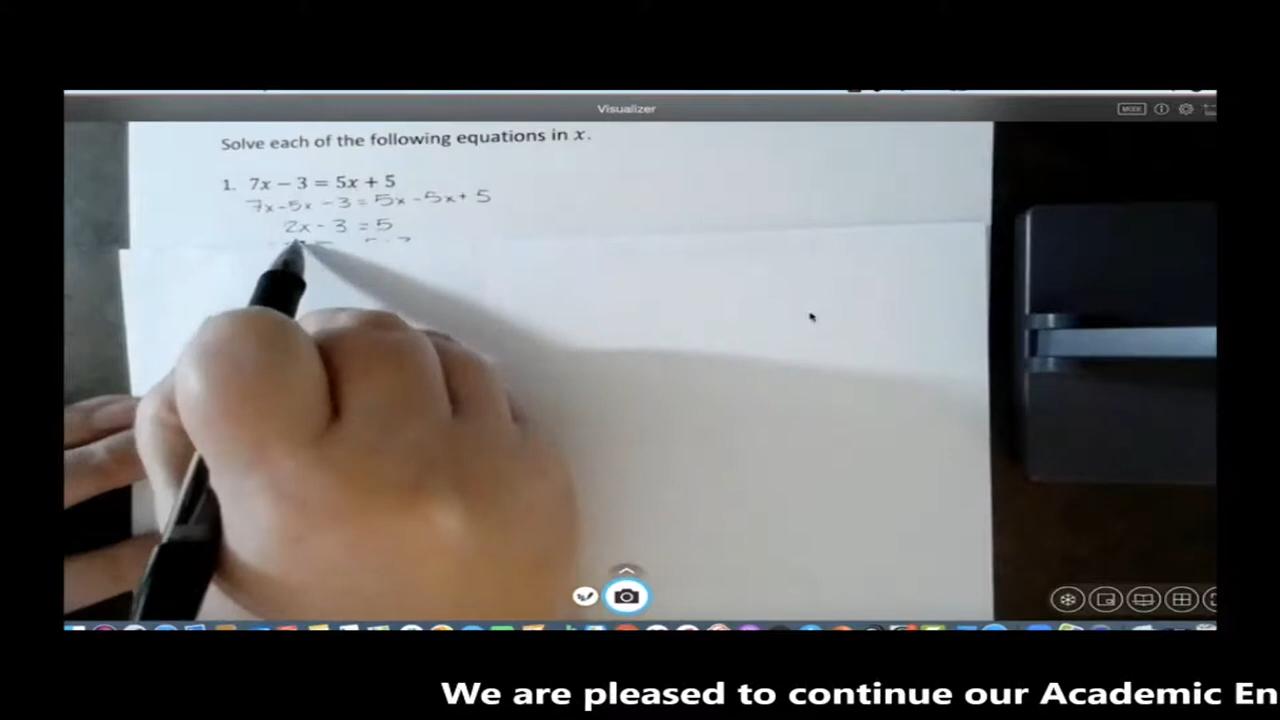 Visualizer
MODE
Solve each of the following equations in x.
1. 7x − 3 = 5x + 5
7x - 5x - 3 = 5x - 5x + 5
2x - 3 = 5
We are pleased to continue our Academic En